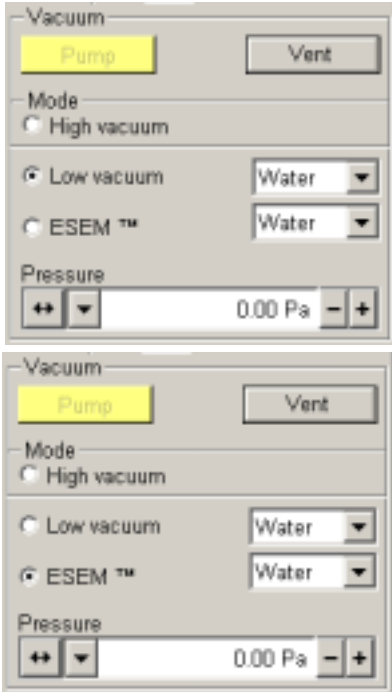 Vacuum
Pump Vent
Mode
High vacuum
Low vacuum Water
ESEM ™ Water
Pressure
0.00 Pa
Vacuum
Pump Vent
Mode
High vacuum
Low vacuum Water
ESEM ™ Water
Pressure
0.00 Pa